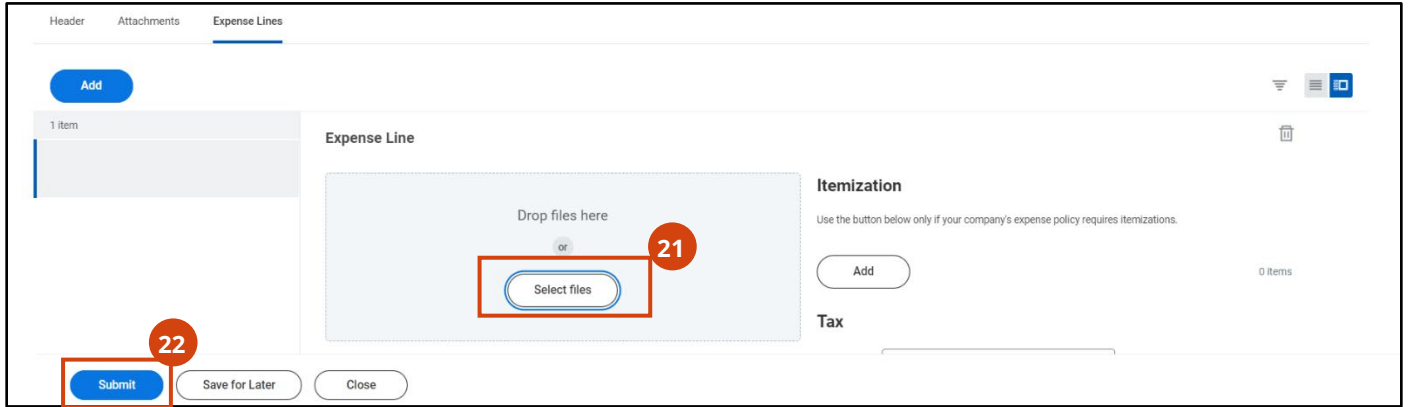 Header Attachments Expense Lines
Add
1 item
Expense Line
Drop files here
or
21
Select files
Itemization
Use the button below only if your company's expense policy requires itemizations.
Add 0 items
Tax
22
Submit Save for Later Close